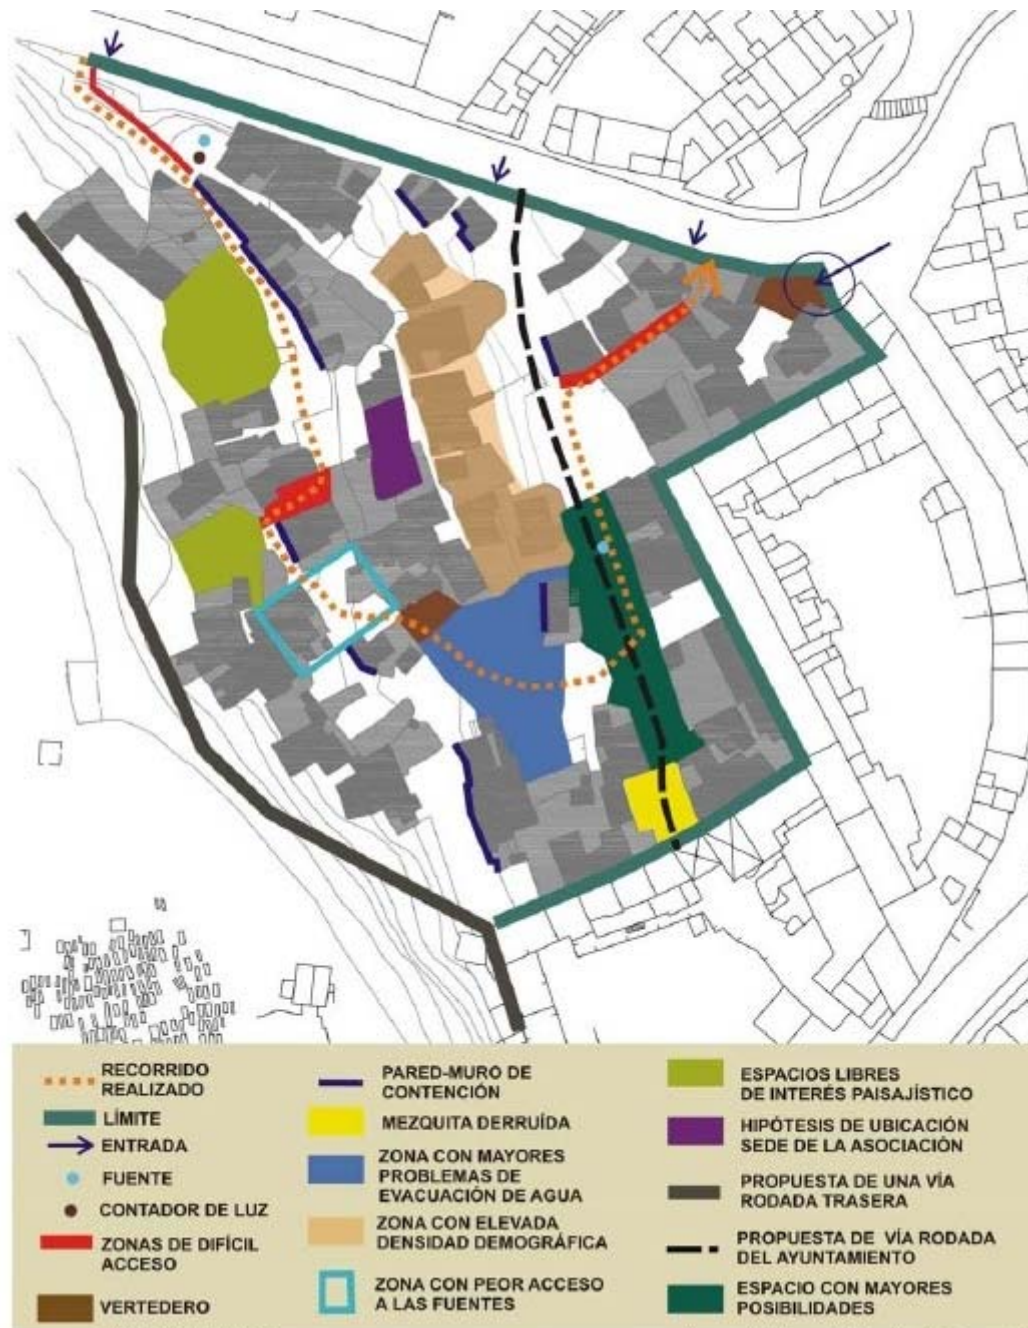 RECORRIDO
REALIZADO
LÍMITE
ENTRADA
FUENTE
CONTADOR DE LUZ
ZONAS DE DIFÍCIL
ACCESO
VERTEDERO
PARED-MURO DE
CONTENCIÓN
MEZQUITA DERRUÍDA
ZONA CON MAYORES
PROBLEMAS DE
EVACUACIÓN DE AGUA
ZONA CON ELEVADA
DENSIDAD DEMOGRÁFICA
ZONA CON PEOR ACCESO
A LAS FUENTES
ESPACIOS LIBRES
DE INTERÉS PAISAJÍSTICO
HIPÓTESIS DE UBICACIÓN
SEDE DE LA ASOCIACIÓN
PROPUESTA DE UNA VÍA
RODADA TRASERA
PROPUESTA DE VÍA RODADA
DEL AYUNTAMIENTO
ESPACIO CON MAYORES
POSIBILIDADES